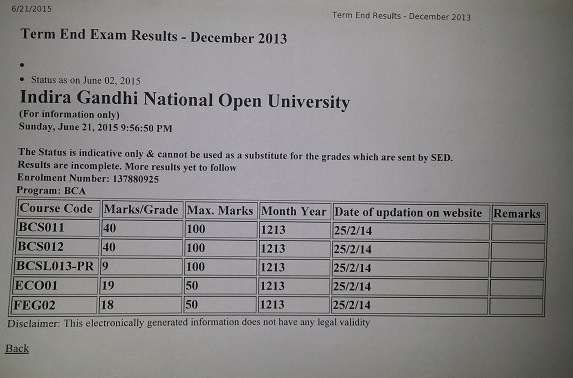 6/21/2015
Term End Results - December 2013
Term End Exam Results - December 2013
•
• Status as on June 02, 2015
Indira Gandhi National Open University
(For information only)
Sunday, June 21, 2015 9:56:50 PM
The Status is indicative only & cannot be used as a substitute for the grades which are sent by SED.
Results are incomplete. More results yet to follow
Enrolment Number: 137880925
Program: BCA
Course Code Marks/Grade Max. Marks Month Year Date of updation on website Remarks
BCS011 40 100 1213 25/2/14
BCS012 40 100 1213 25/2/14
BCSL013-PR 9 100 1213 25/2/14
ECO01 19 50 1213 25/2/14
FEG02 18 50 1213 25/2/14
Disclaimer: This electronically generated information does not have any legal validity
Back